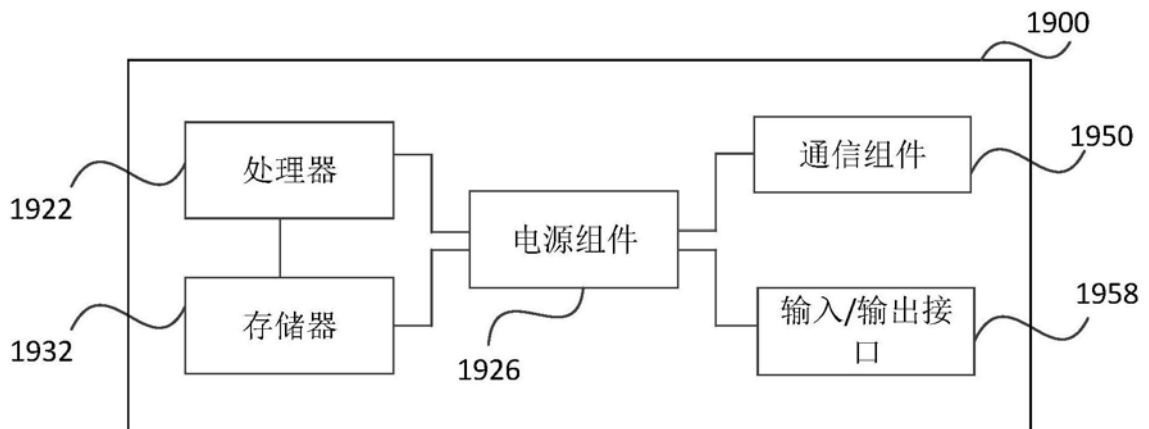 1900
处理器
通信组件
1950
1922
电源组件
存储器
输入/输出接
口
1958
1932
1926